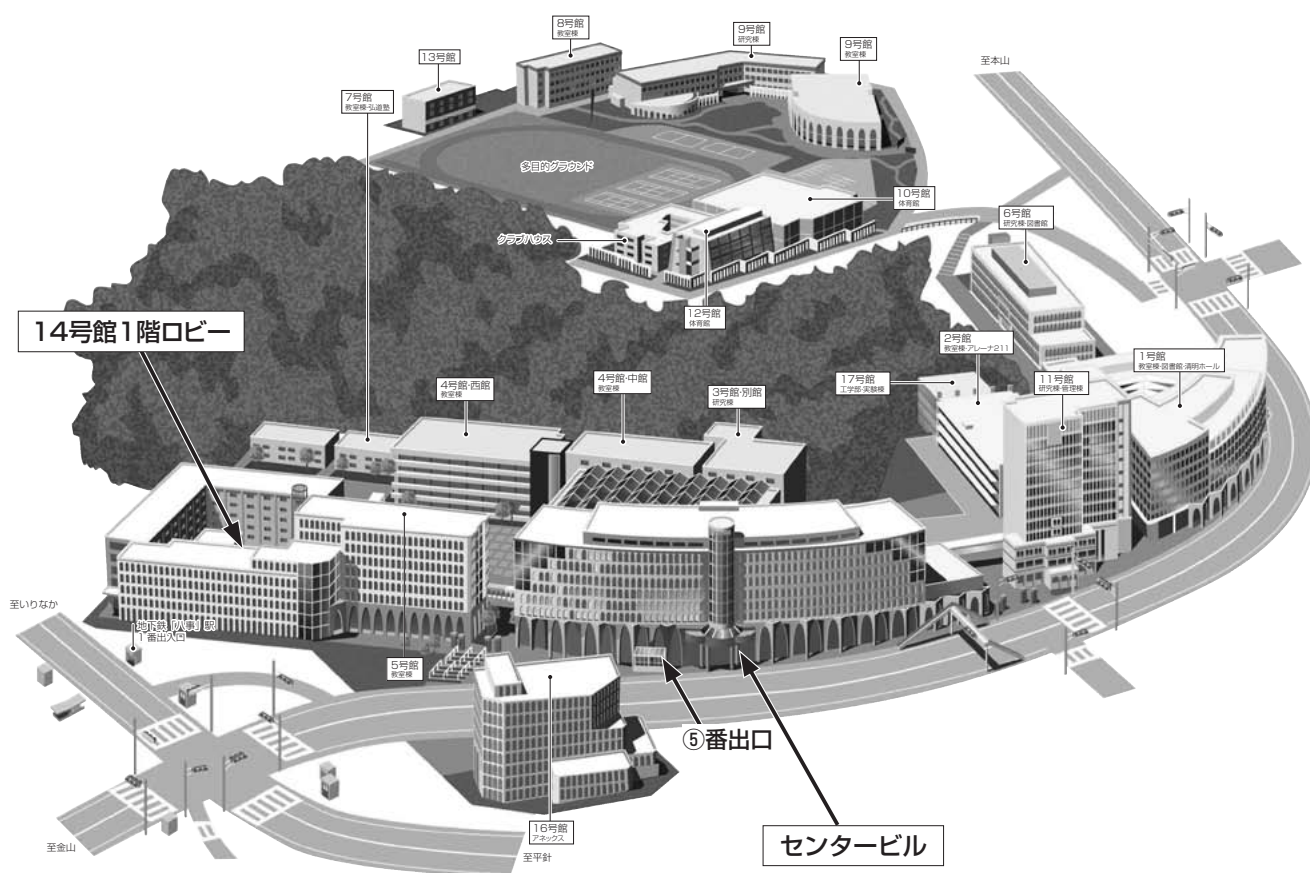 8号館
教室棟
9号館
研究棟
9号館
教室棟
13号館
至本山
7号館
教室棟・弘道塾
多目的グラウンド
10号館
体育館
6号館
研究棟・図書館
クラブハウス
12号館
体育館
14号館1階ロビー
2号館
教室棟・アレーナ211
1号館
教室棟・図書館・清明ホール
4号館・西館
教室棟
4号館・中館
教室棟
3号館・別館
研究棟
17号館
工学部・実験棟
11号館
研究棟・管理棟
至いりなか
地下鉄「八事」駅
1番出入口
5号館
教室棟
⑤番出口
16号館
アネックス
センタービル
至金山
至平針